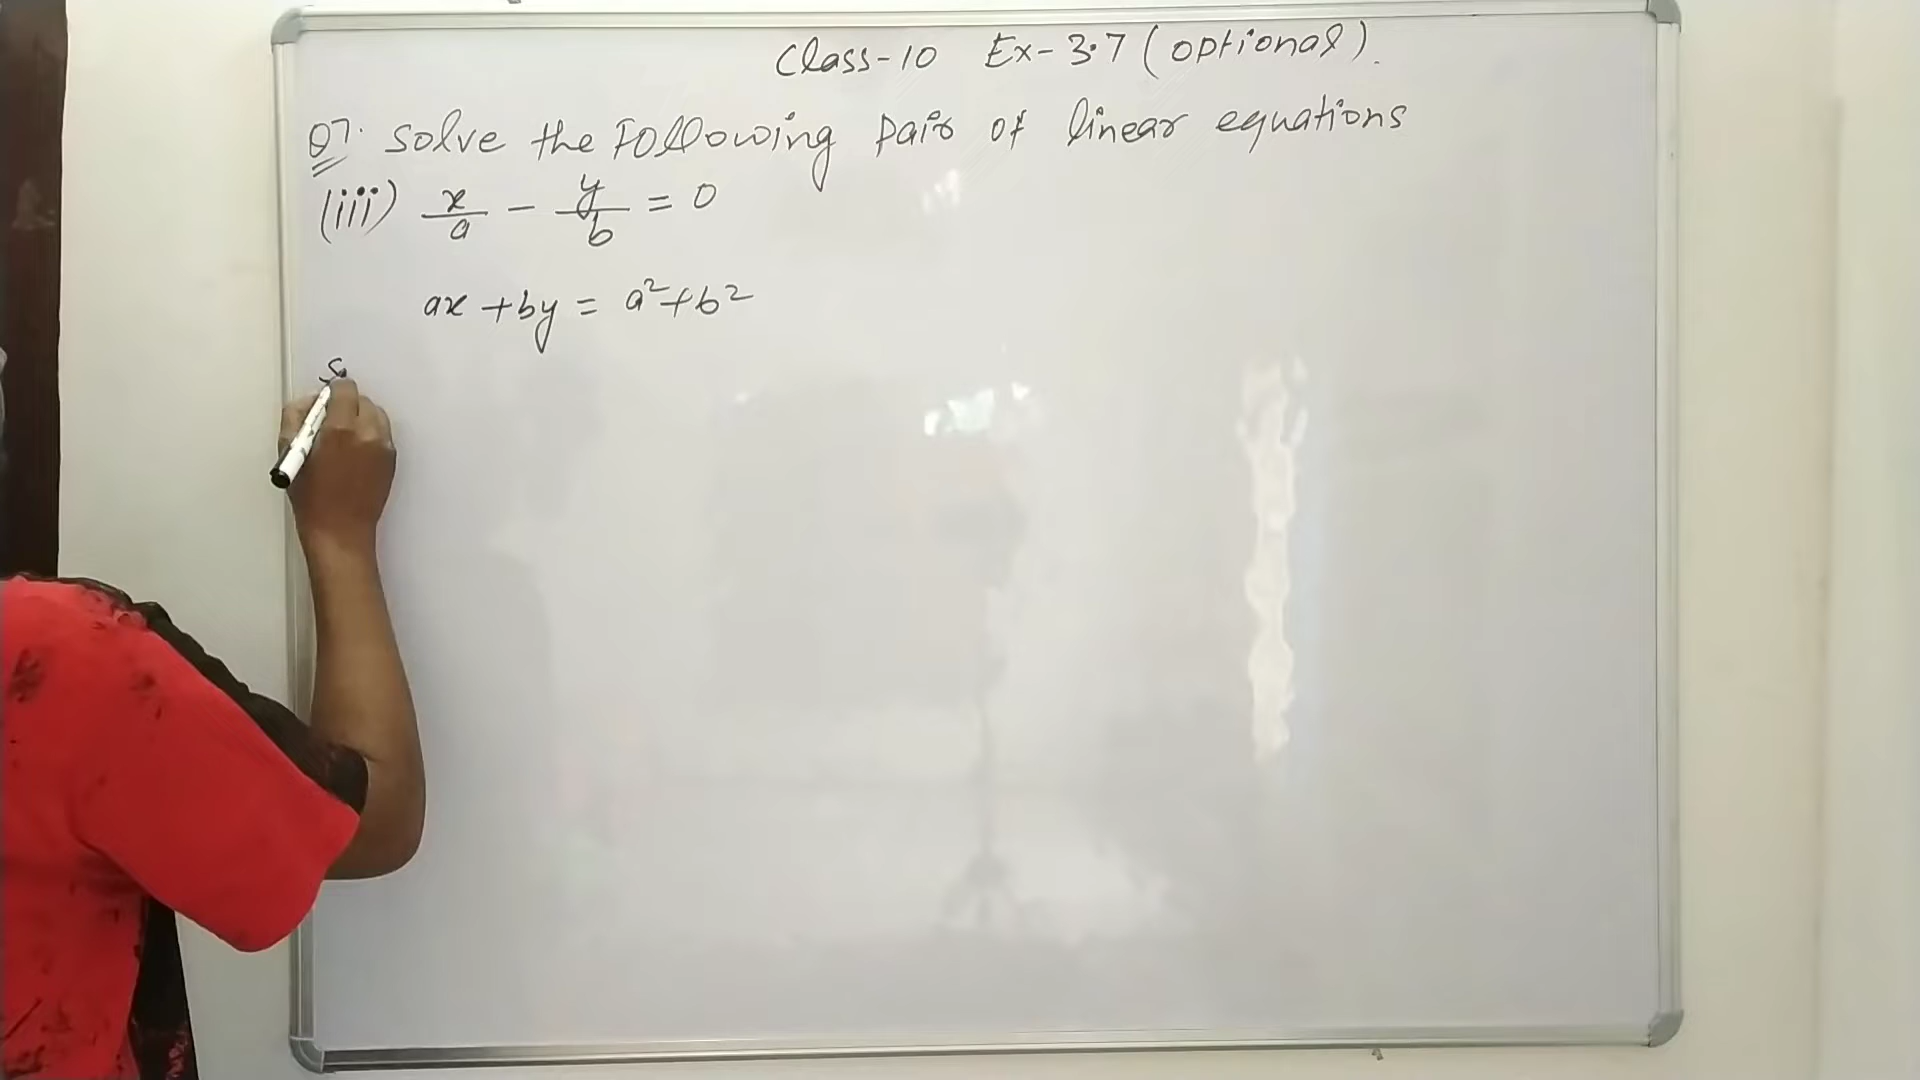 Class-10 Ex-3.7 (optional).
Q7. Solve the Following Pair of linear equations
(iii) x/a - y/b = 0
ax + by = a² + b²
S